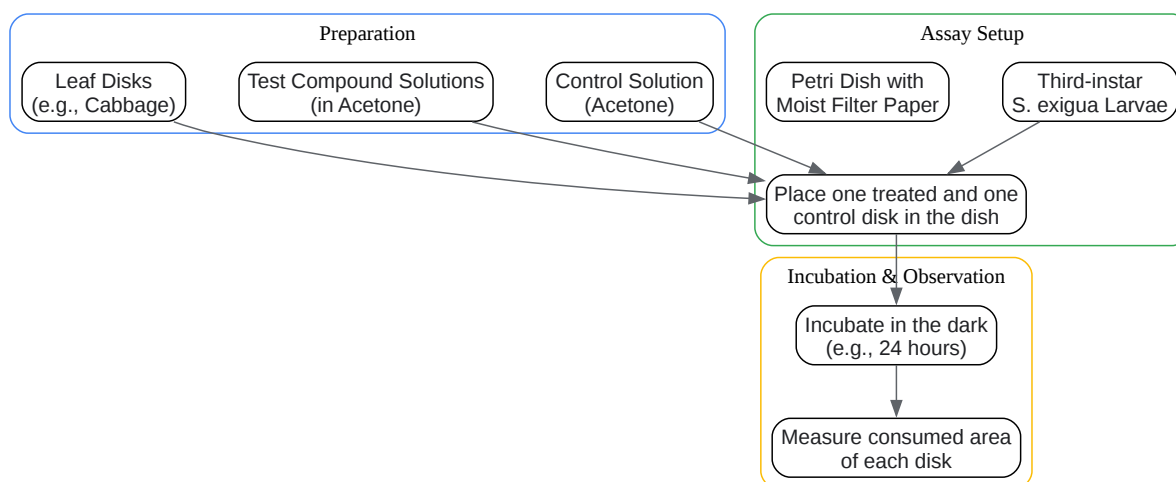 Preparation
Leaf Disks
(e.g., Cabbage)
Test Compound Solutions
(in Acetone)
Control Solution
(Acetone)
Assay Setup
Petri Dish with
Moist Filter Paper
Third-instar
S. exigua Larvae
Place one treated and one
control disk in the dish
Incubation & Observation
Incubate in the dark
(e.g., 24 hours)
Measure consumed area
of each disk